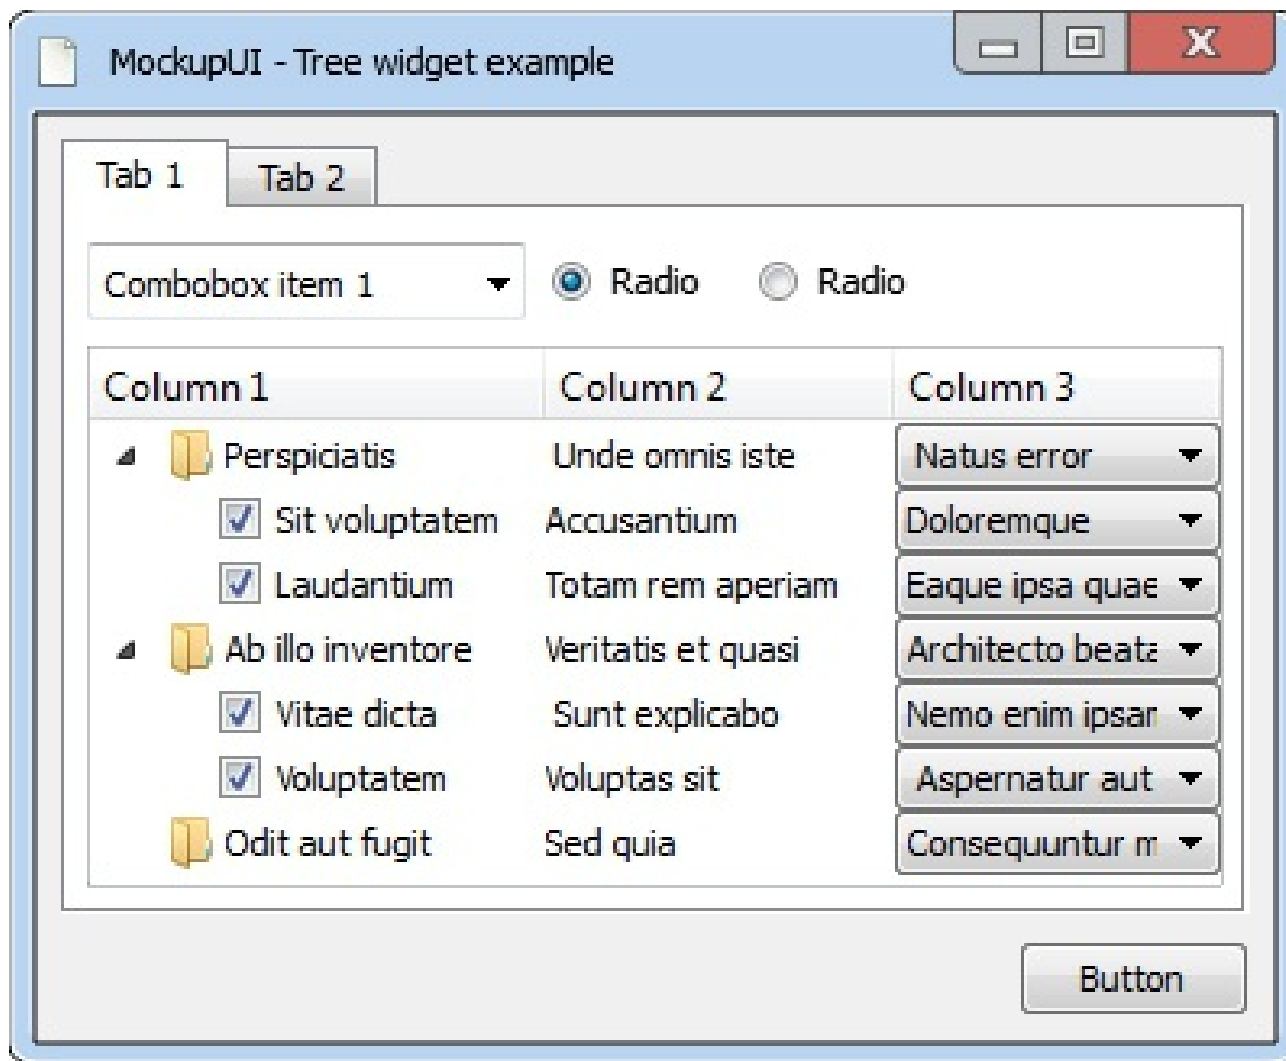 MockupUI - Tree widget example
Tab 1 Tab 2
Combobox item 1 Radio Radio
Column 1 Column 2 Column 3
Perspiciatis Unde omnis iste Natus error
Sit voluptatem Accusantium Doloremque
Laudantium Totam rem aperiam Eaque ipsa quae
Ab illo inventore Veritatis et quasi Architecto beata
Vitae dicta Sunt explicabo Nemo enim ipsam
Voluptatem Voluptas sit Aspernatur aut
Odit aut fugit Sed quia Consequuntur m
Button